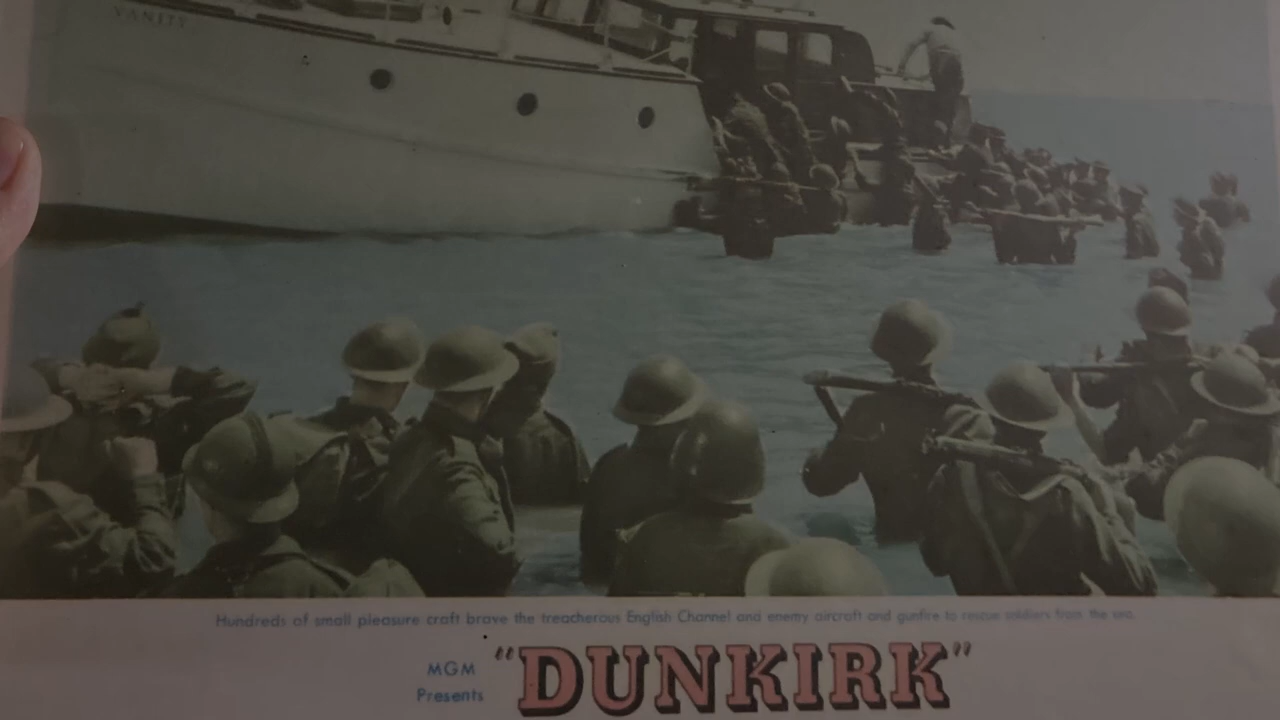 VANITY
Hundreds of small pleasure craft brave the treacherous English Channel and enemy aircraft and gunfire to rescue soldiers from the sea.
MGM
Presents
"DUNKIRK"